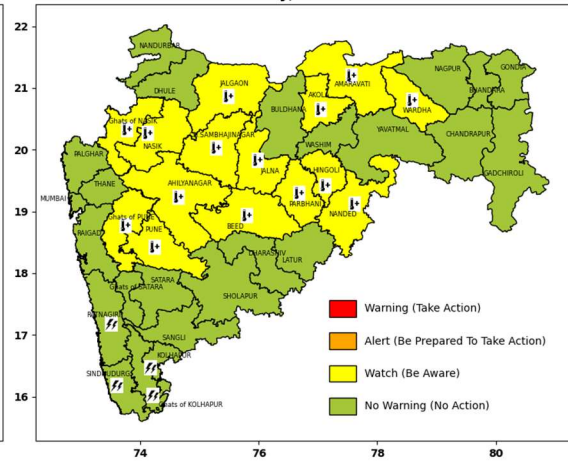 22
21
20
19
18
17
16
NANDURBAR
DHULE
JALGAON
NAGPUR
GONDIA
BHANDARA
AMARAVATI
AKOLA
WARDHA
BULDHANA
Ghats of NASIK
NASIK
C.SAMBHAJINAGAR
WASHIM
YAVATMAL
CHANDRAPUR
GADCHIROLI
PALGHAR
THANE
MUMBAI
AHILYANAGAR
JALNA
HINGOLI
PARBHANI
NANDED
RAIGAD
Ghats of PUNE
PUNE
BEED
DHARASHIV
LATUR
SATARA
Ghats of SATARA
SHOLAPUR
RATNAGIRI
SANGLI
KOLHAPUR
SINDHUDURG
Ghats of KOLHAPUR
Warning (Take Action)
Alert (Be Prepared To Take Action)
Watch (Be Aware)
No Warning (No Action)
74 76 78 80